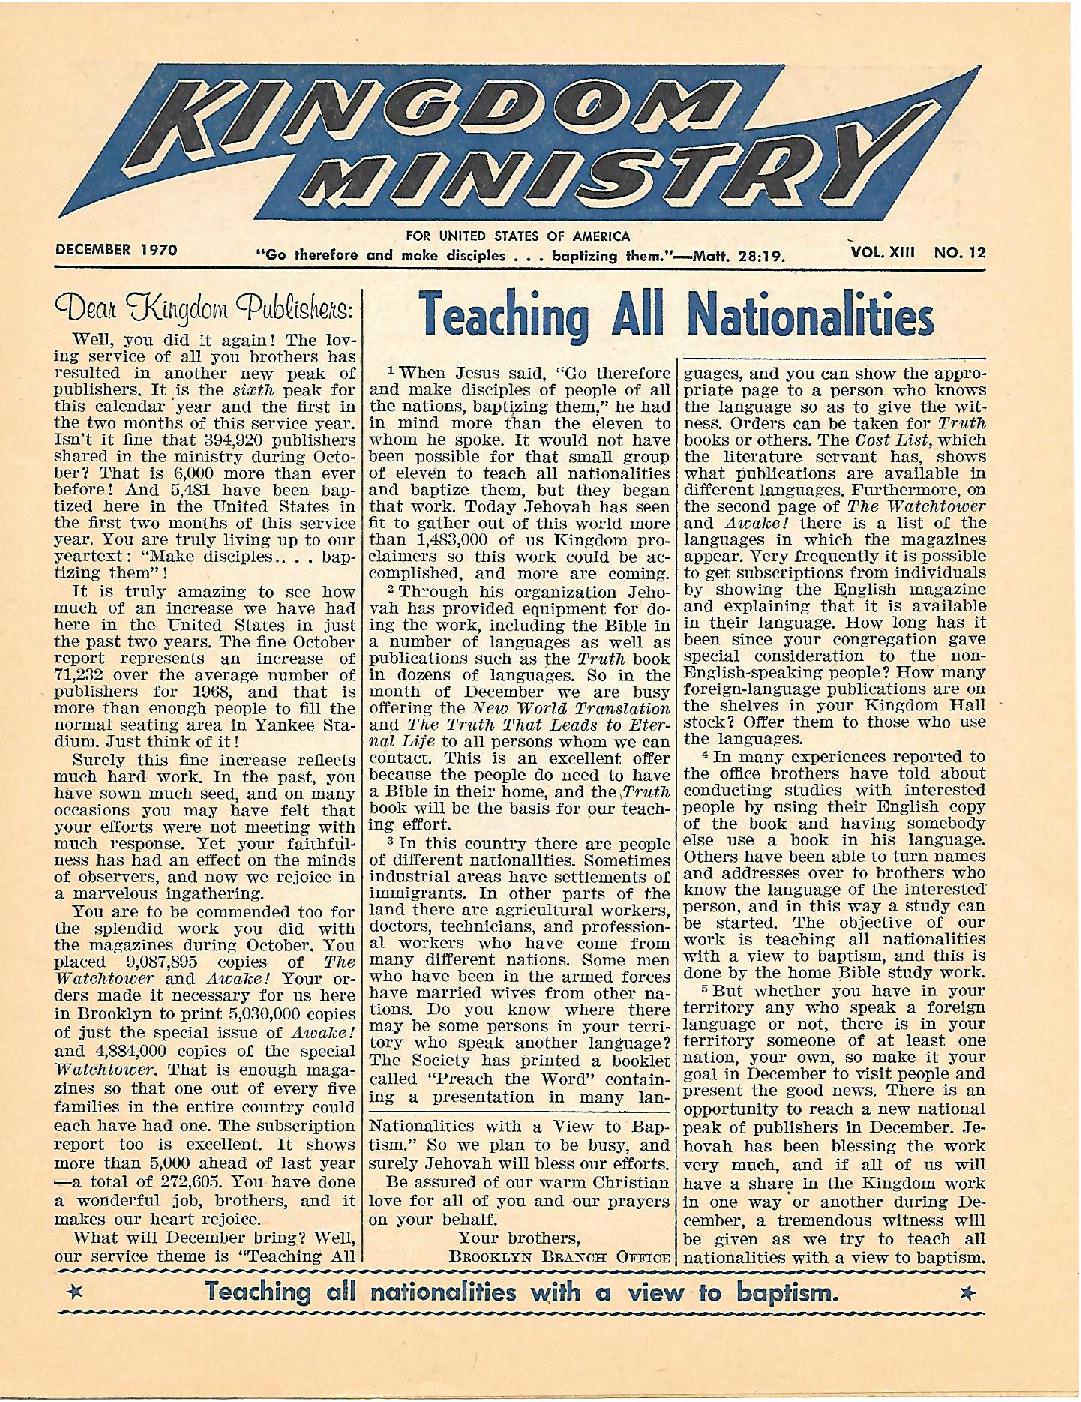 KINGDOM
MINISTRY
FOR UNITED STATES OF AMERICA
DECEMBER 1970
"Go therefore and make disciples . . . baptizing them."—Matt. 28:19.
VOL. XIII NO. 12
Dear Kingdom Publishers:
Well, you did it again! The lov-
ing service of all you brothers has
resulted in another new peak of
publishers. It is the sixth peak for
this calendar year and the first in
the two months of this service year.
Isn't it fine that 394,920 publishers
shared in the ministry during Octo-
ber? That is 6,000 more than ever
before! And 5,481 have been bap-
tized here in the United States in
the first two months of this service
year. You are truly living up to our
yeartext: "Make disciples. . . . bap-
tizing them"!
It is truly amazing to see how
much of an increase we have had
here in the United States in just
the past two years. The fine October
report represents an increase of
71,232 over the average number of
publishers for 1968, and that is
more than enough people to fill the
normal seating area in Yankee Sta-
dium. Just think of it!
Surely this fine increase reflects
much hard work. In the past, you
have sown much seed, and on many
occasions you may have felt that
your efforts were not meeting with
much response. Yet your faithful-
ness has had an effect on the minds
of observers, and now we rejoice in
a marvelous ingathering.
You are to be commended too for
the splendid work you did with
the magazines during October. You
placed 9,087,895 copies of The
Watchtower and Awake! Your or-
ders made it necessary for us here
in Brooklyn to print 5,030,000 copies
of just the special issue of Awake!
and 4,884,000 copies of the special
Watchtower. That is enough maga-
zines so that one out of every five
families in the entire country could
each have had one. The subscription
report too is excellent. It shows
more than 5,000 ahead of last year
—a total of 272,605. You have done
a wonderful job, brothers, and it
makes our heart rejoice.
What will December bring? Well,
our service theme is "Teaching All
Nationalities with a View to Bap-
tism." So we plan to be busy, and
surely Jehovah will bless our efforts.
Be assured of our warm Christian
love for all of you and our prayers
on your behalf.
Your brothers,
BROOKLYN BRANCH OFFICE
Teaching All Nationalities
1 When Jesus said, "Go therefore
and make disciples of people of all
the nations, baptizing them," he had
in mind more than the eleven to
whom he spoke. It would not have
been possible for that small group
of eleven to teach all nationalities
and baptize them, but they began
that work. Today Jehovah has seen
fit to gather out of this world more
than 1,483,000 of us Kingdom pro-
claimers so this work could be ac-
complished, and more are coming.
2 Through his organization Jeho-
vah has provided equipment for do-
ing the work, including the Bible in
a number of languages as well as
publications such as the Truth book
in dozens of languages. So in the
month of December we are busy
offering the New World Translation
and The Truth That Leads to Eter-
nal Life to all persons whom we can
contact. This is an excellent offer
because the people do need to have
a Bible in their home, and the Truth
book will be the basis for our teach-
ing effort.
3 In this country there are people
of different nationalities. Sometimes
industrial areas have settlements of
immigrants. In other parts of the
land there are agricultural workers,
doctors, technicians, and profession-
al workers who have come from
many different nations. Some men
who have been in the armed forces
have married wives from other na-
tions. Do you know where there
may be some persons in your terri-
tory who speak another language?
The Society has printed a booklet
called "Preach the Word" contain-
ing a presentation in many lan-
guages, and you can show the appro-
priate page to a person who knows
the language so as to give the wit-
ness. Orders can be taken for Truth
books or others. The Cost List, which
the literature servant has, shows
what publications are available in
different languages. Furthermore, on
the second page of The Watchtower
and Awake! there is a list of the
languages in which the magazines
appear. Very frequently it is possible
to get subscriptions from individuals
by showing the English magazine
and explaining that it is available
in their language. How long has it
been since your congregation gave
special consideration to the non-
English-speaking people? How many
foreign-language publications are on
the shelves in your Kingdom Hall
stock? Offer them to those who use
the languages.
4 In many experiences reported to
the office brothers have told about
conducting studies with interested
people by using their English copy
of the book and having somebody
else use a book in his language.
Others have been able to turn names
and addresses over to brothers who
know the language of the interested
person, and in this way a study can
be started. The objective of our
work is teaching all nationalities
with a view to baptism, and this is
done by the home Bible study work.
5 But whether you have in your
territory any who speak a foreign
language or not, there is in your
territory someone of at least one
nation, your own, so make it your
goal in December to visit people and
present the good news. There is an
opportunity to reach a new national
peak of publishers in December. Je-
hovah has been blessing the work
very much, and if all of us will
have a share in the Kingdom work
in one way or another during De-
cember, a tremendous witness will
be given as we try to teach all
nationalities with a view to baptism.
★ Teaching all nationalities with a view to baptism. ★